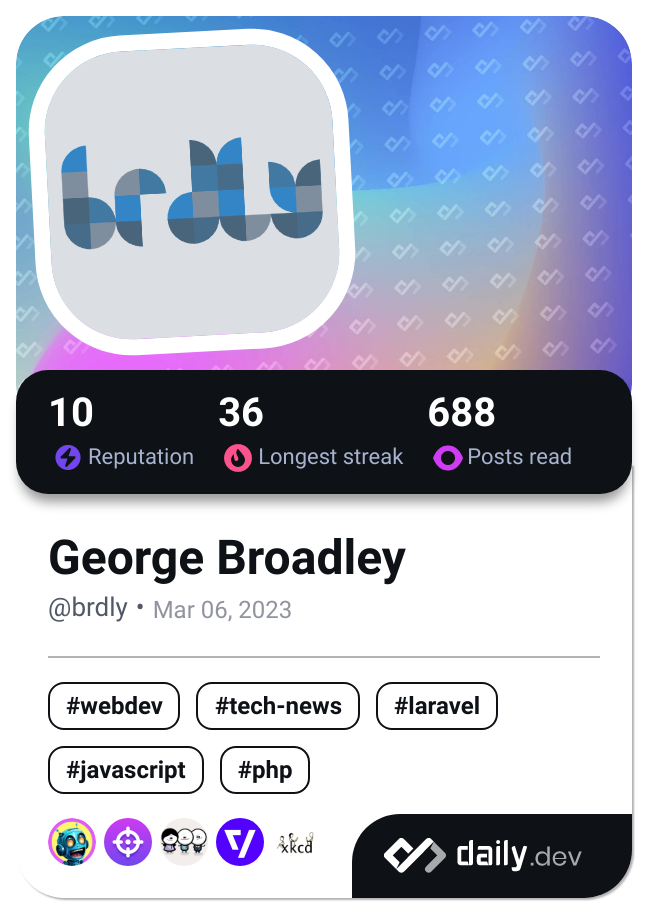 brdly
10 36 688
Reputation Longest streak Posts read
George Broadley
@brdly • Mar 06, 2023
#webdev #tech-news #laravel
#javascript #php
xkcd
daily.dev